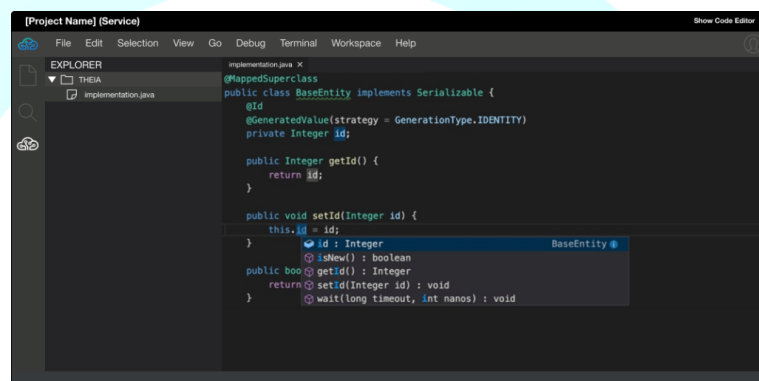 [Project Name] (Service)
Show Code Editor
File Edit Selection View Go Debug Terminal Workspace Help
EXPLORER
THEIA
implementation.java
implementation.java ×
@MappedSuperclass
public class BaseEntity implements Serializable {
@Id
@GeneratedValue(strategy = GenerationType.IDENTITY)
private Integer id;
public Integer getId() {
return id;
}
public void setId(Integer id) {
this.id = id;
}
id : Integer BaseEntity
isNew() : boolean
public boo
getId() : Integer
return
setId(Integer id) : void
}
wait(long timeout, int nanos) : void